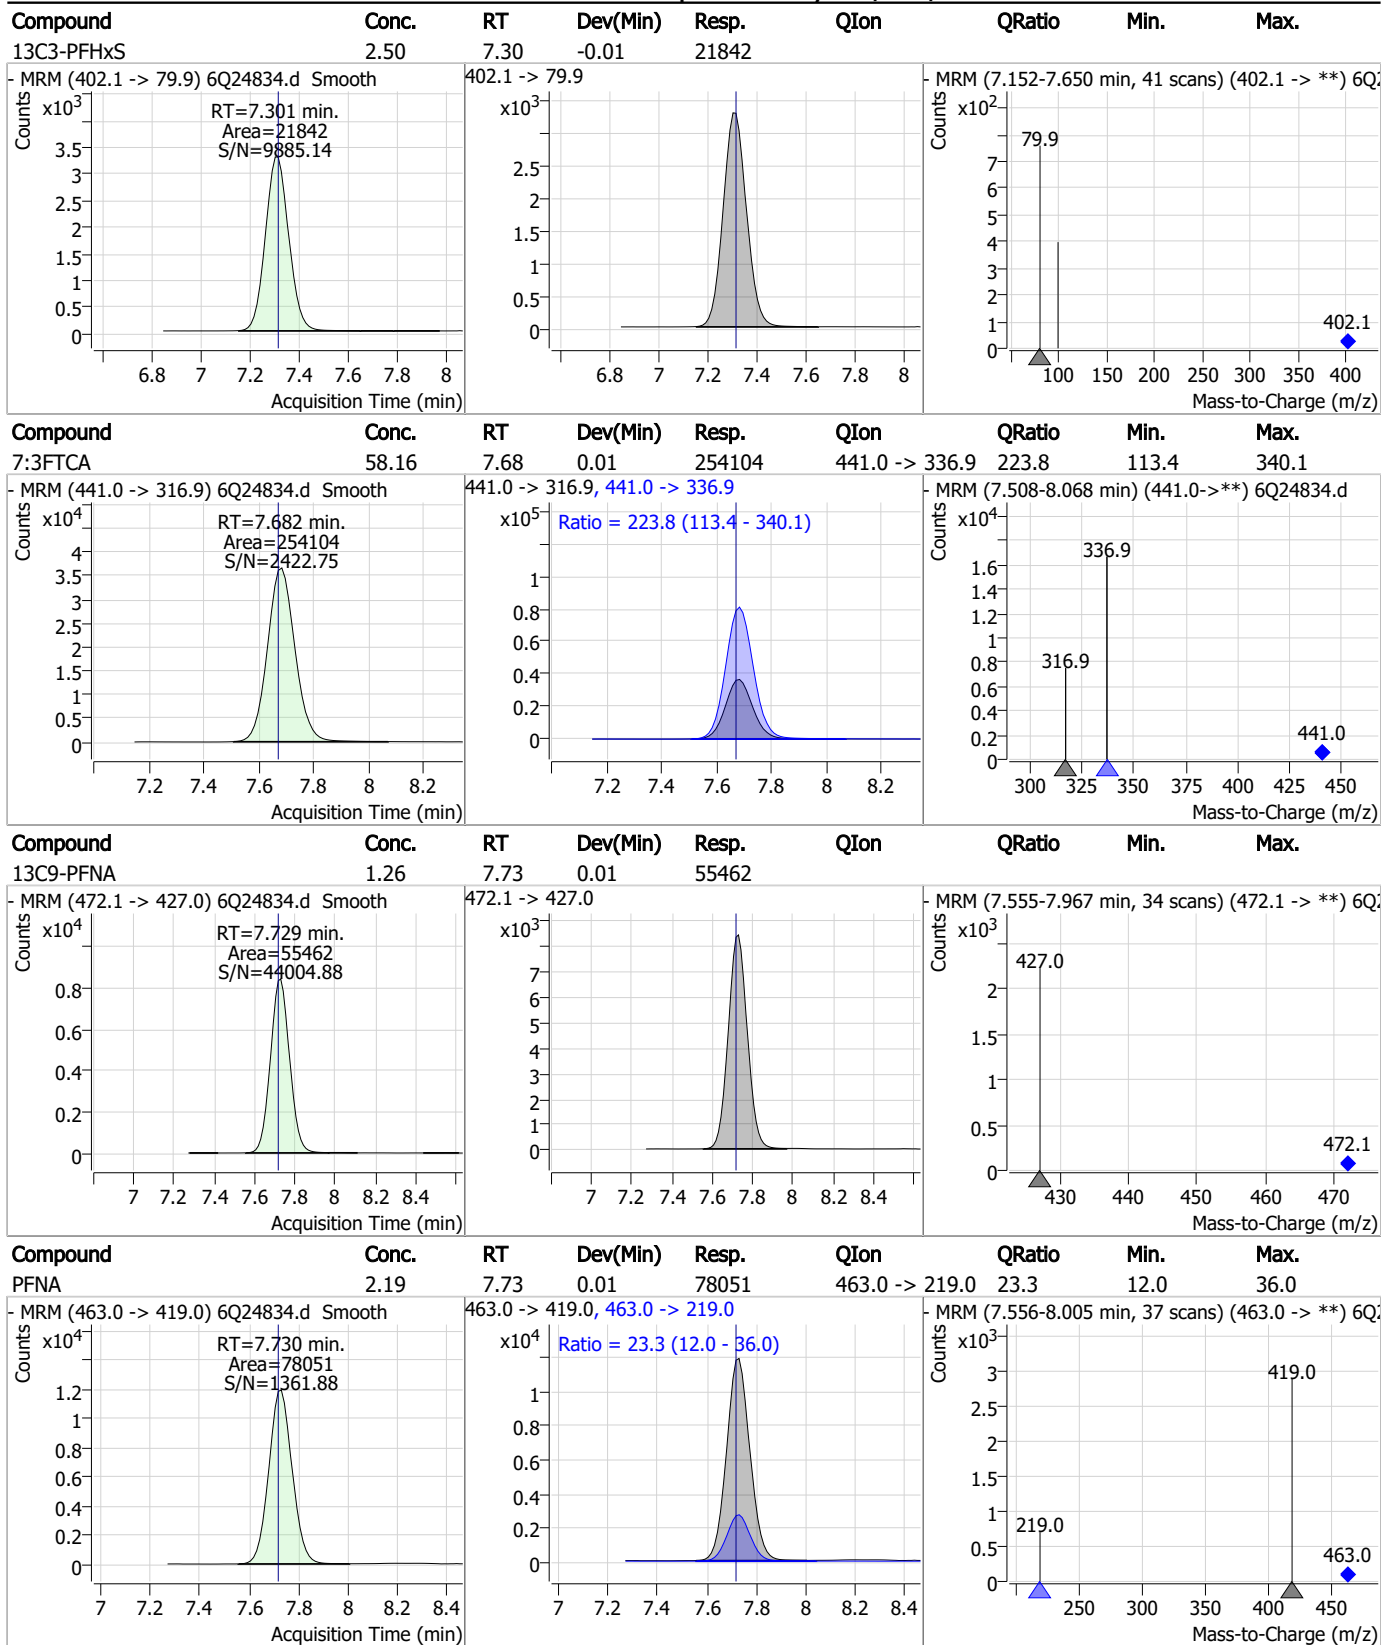 Compound Conc. RT Dev(Min) Resp. QIon QRatio Min. Max.
13C3-PFHxS 2.50 7.30 -0.01 21842
- MRM (402.1 -> 79.9) 6Q24834.d Smooth
Counts
x10³
RT=7.301 min.
Area=21842
S/N=9885.14
3.5
3
2.5
2
1.5
1
0.5
0
6.8 7 7.2 7.4 7.6 7.8 8
Acquisition Time (min)
402.1 -> 79.9
x10³
2.5
2
1.5
1
0.5
0
6.8 7 7.2 7.4 7.6 7.8 8
- MRM (7.152-7.650 min, 41 scans) (402.1 -> **) 6Q2
Counts
x10²
79.9
7
6
5
4
3
2
1
0
402.1
100 150 200 250 300 350 400
Mass-to-Charge (m/z)
Compound Conc. RT Dev(Min) Resp. QIon QRatio Min. Max.
7:3FTCA 58.16 7.68 0.01 254104 441.0 -> 336.9 223.8 113.4 340.1
- MRM (441.0 -> 316.9) 6Q24834.d Smooth
Counts
x10⁴
RT=7.682 min.
Area=254104
S/N=2422.75
4
3.5
3
2.5
2
1.5
1
0.5
0
7.2 7.4 7.6 7.8 8 8.2
Acquisition Time (min)
441.0 -> 316.9, 441.0 -> 336.9
x10⁵
Ratio = 223.8 (113.4 - 340.1)
1
0.8
0.6
0.4
0.2
0
7.2 7.4 7.6 7.8 8 8.2
- MRM (7.508-8.068 min) (441.0->**) 6Q24834.d
Counts
x10⁴
336.9
1.6
1.4
1.2
1
0.8
0.6
0.4
0.2
0
316.9
441.0
300 325 350 375 400 425 450
Mass-to-Charge (m/z)
Compound Conc. RT Dev(Min) Resp. QIon QRatio Min. Max.
13C9-PFNA 1.26 7.73 0.01 55462
- MRM (472.1 -> 427.0) 6Q24834.d Smooth
Counts
x10⁴
RT=7.729 min.
Area=55462
S/N=44004.88
0.8
0.6
0.4
0.2
0
7 7.2 7.4 7.6 7.8 8 8.2 8.4
Acquisition Time (min)
472.1 -> 427.0
x10³
7
6
5
4
3
2
1
0
7 7.2 7.4 7.6 7.8 8 8.2 8.4
- MRM (7.555-7.967 min, 34 scans) (472.1 -> **) 6Q2
Counts
x10³
427.0
2
1.5
1
0.5
0
472.1
430 440 450 460 470
Mass-to-Charge (m/z)
Compound Conc. RT Dev(Min) Resp. QIon QRatio Min. Max.
PFNA 2.19 7.73 0.01 78051 463.0 -> 219.0 23.3 12.0 36.0
- MRM (463.0 -> 419.0) 6Q24834.d Smooth
Counts
x10⁴
RT=7.730 min.
Area=78051
S/N=1361.88
1.2
1
0.8
0.6
0.4
0.2
0
7 7.2 7.4 7.6 7.8 8 8.2 8.4
Acquisition Time (min)
463.0 -> 419.0, 463.0 -> 219.0
x10⁴
Ratio = 23.3 (12.0 - 36.0)
1
0.8
0.6
0.4
0.2
0
7 7.2 7.4 7.6 7.8 8 8.2 8.4
- MRM (7.556-8.005 min, 37 scans) (463.0 -> **) 6Q2
Counts
x10³
419.0
3
2.5
2
1.5
1
0.5
0
219.0
463.0
250 300 350 400 450
Mass-to-Charge (m/z)